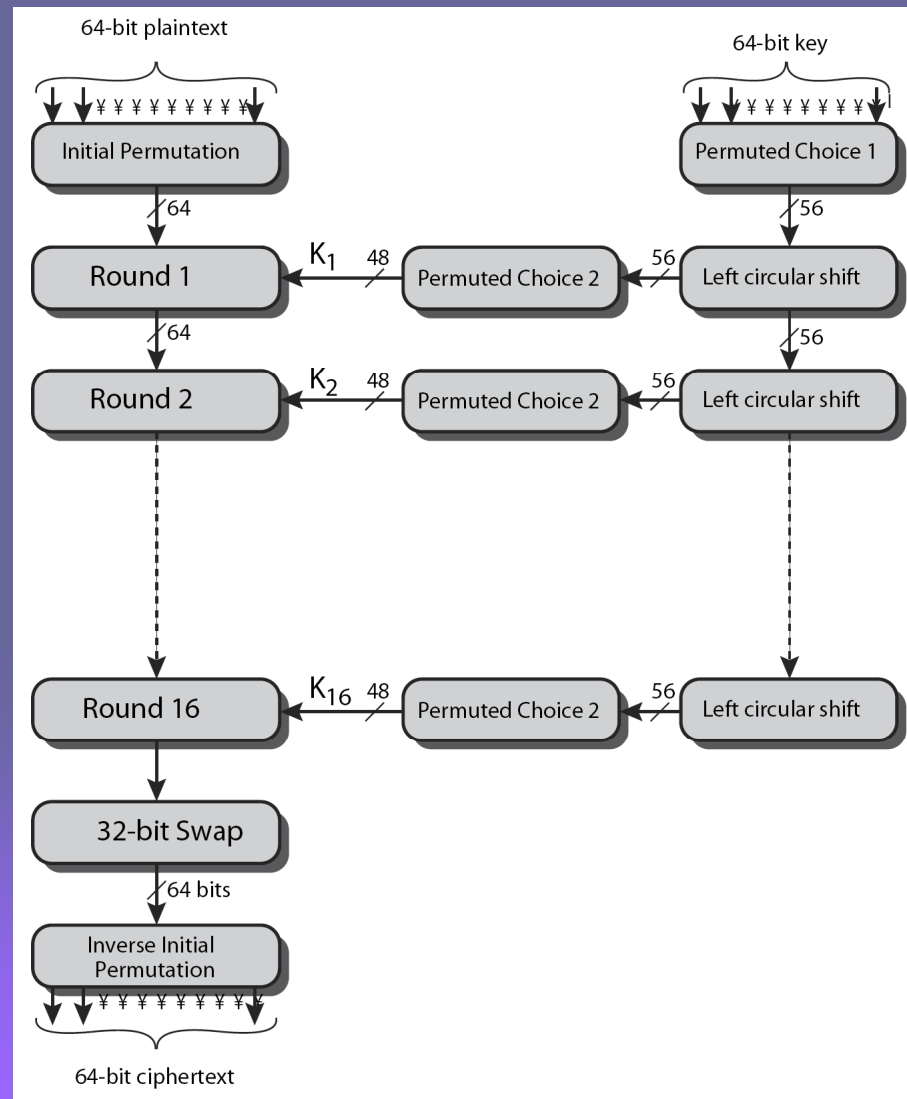 64-bit plaintext
64-bit key
¥ ¥ ¥ ¥ ¥ ¥ ¥ ¥ ¥
¥ ¥ ¥ ¥ ¥ ¥ ¥ ¥
Initial Permutation
Permuted Choice 1
64
56
Round 1
K1
48
Permuted Choice 2
56
Left circular shift
64
56
Round 2
K2
48
Permuted Choice 2
56
Left circular shift
Round 16
K16
48
Permuted Choice 2
56
Left circular shift
32-bit Swap
64 bits
Inverse Initial
Permutation
¥ ¥ ¥ ¥ ¥ ¥ ¥ ¥ ¥
64-bit ciphertext